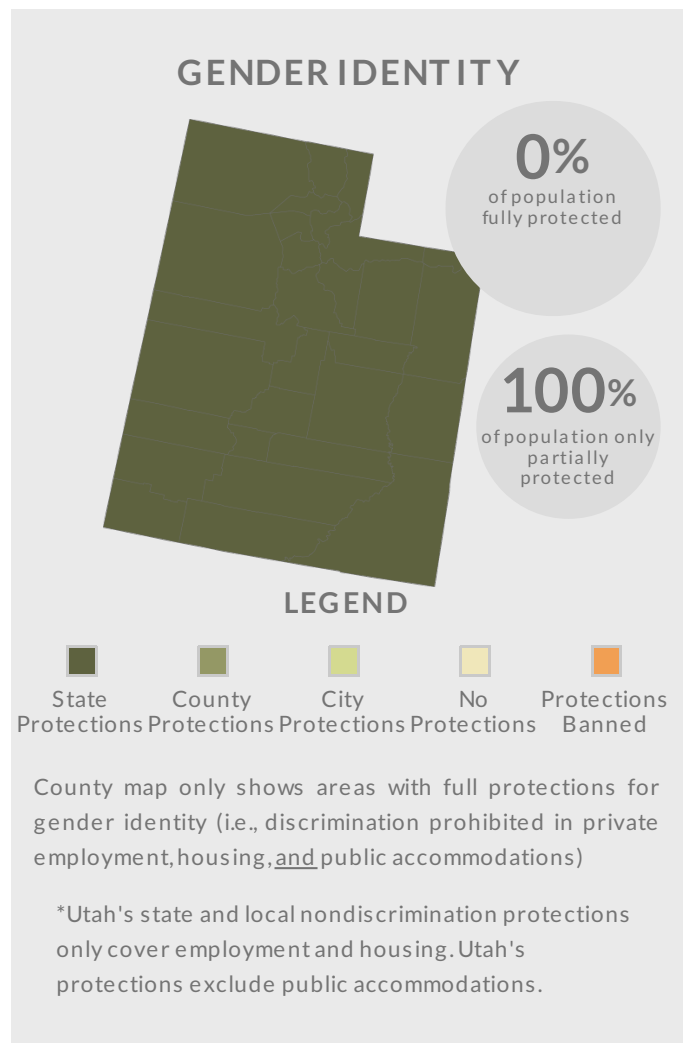 GENDER IDENTITY
0%
of population
fully protected
100%
of population only
partially
protected
LEGEND
State
Protections
County
Protections
City
Protections
No
Protections
Protections
Banned
County map only shows areas with full protections for
gender identity (i.e., discrimination prohibited in private
employment, housing, and public accommodations)
*Utah's state and local nondiscrimination protections
only cover employment and housing. Utah's
protections exclude public accommodations.